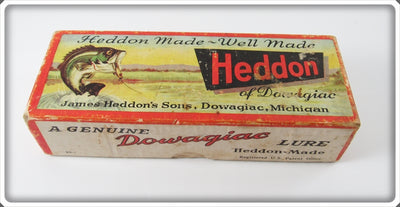 Heddon Made ~ Well Made
Heddon
of Dowagiac
James Heddon's Sons, Dowagiac, Michigan
A GENUINE Dowagiac LURE
Heddon-Made
Registered U.S. Patent Office